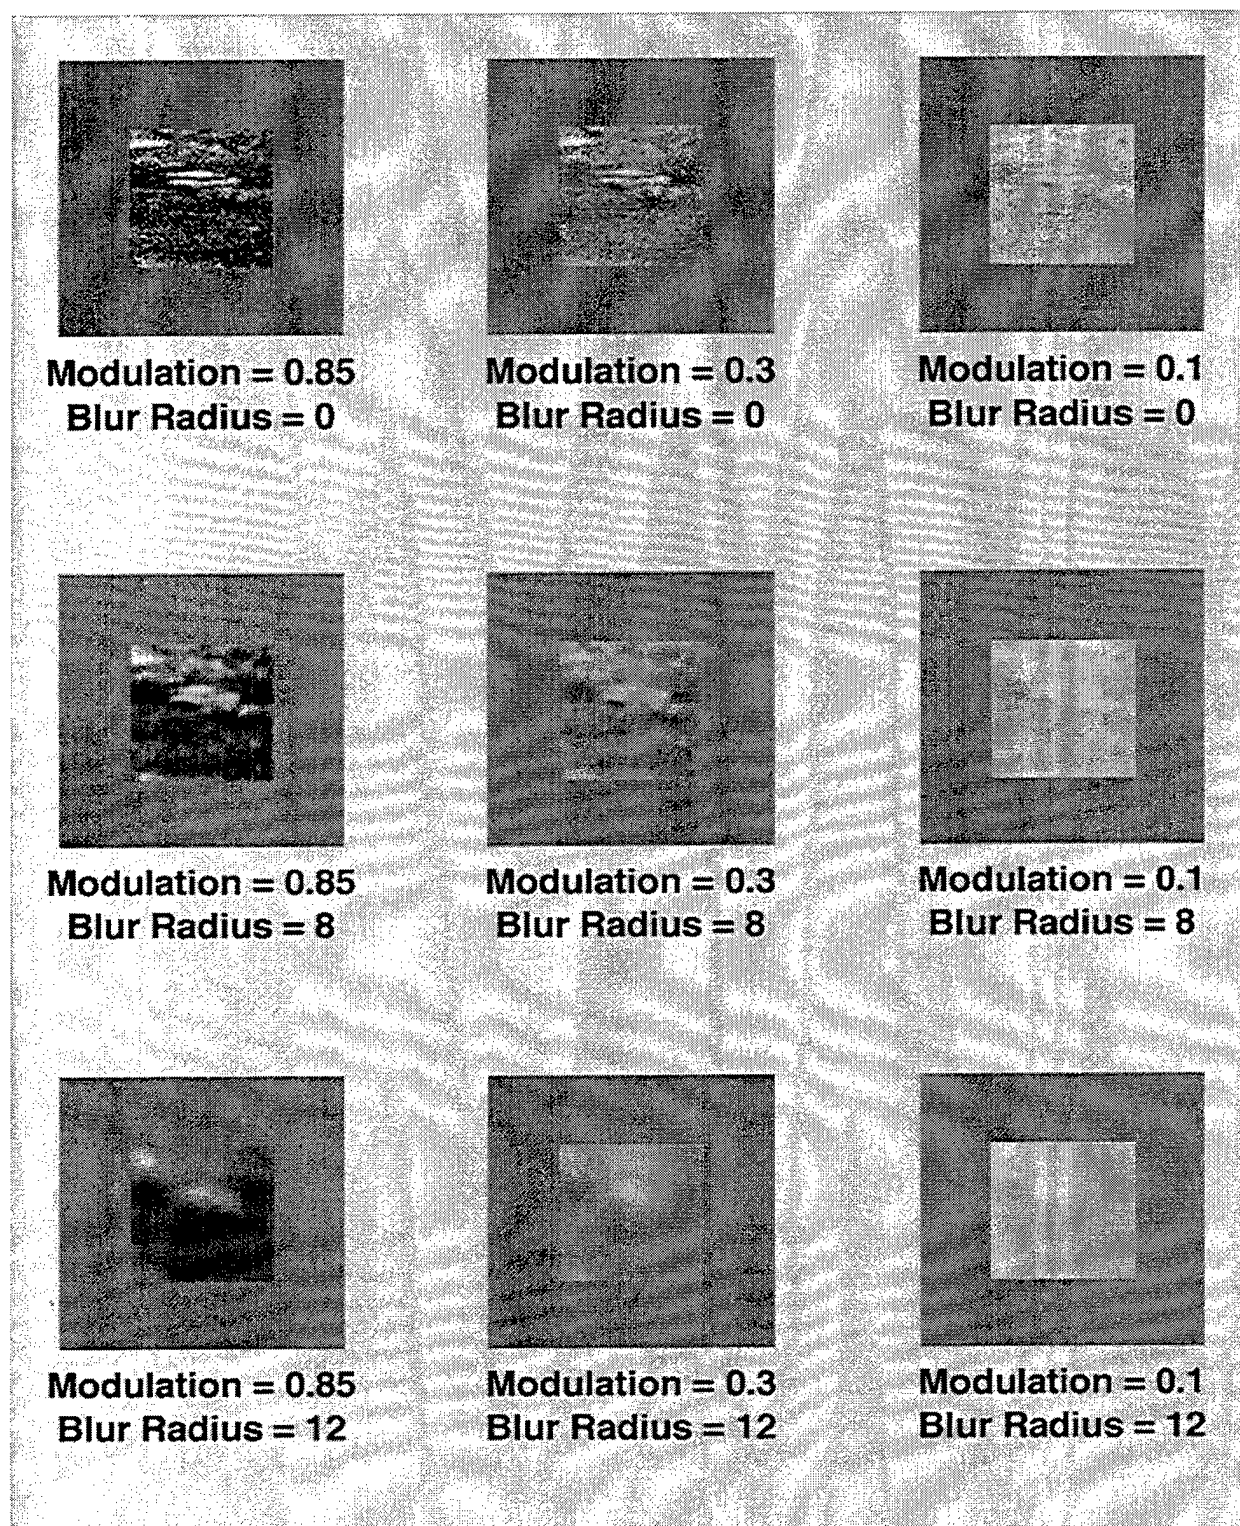 Modulation = 0.85
Blur Radius = 0
Modulation = 0.3
Blur Radius = 0
Modulation = 0.1
Blur Radius = 0
Modulation = 0.85
Blur Radius = 8
Modulation = 0.3
Blur Radius = 8
Modulation = 0.1
Blur Radius = 8
Modulation = 0.85
Blur Radius = 12
Modulation = 0.3
Blur Radius = 12
Modulation = 0.1
Blur Radius = 12